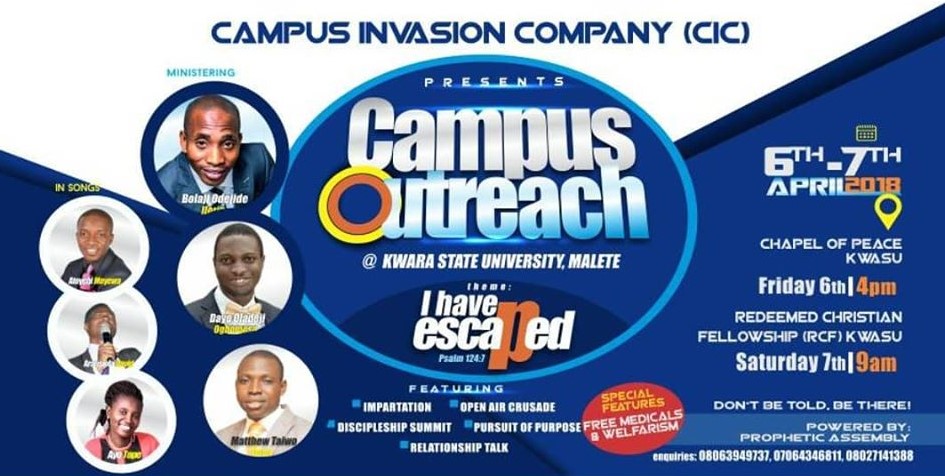 CAMPUS INVASION COMPANY (CIC)
PRESENTS
Campus
Outreach
@ KWARA STATE UNIVERSITY, MALETE
theme:
I have
escaped
Psalm 124:7
MINISTERING
Bolaji Odejide
Dayo Oladeji
Matthew Taiwo
IN SONGS
Ayo Tope
6TH-7TH
APRIL2018
CHAPEL OF PEACE
KWASU
Friday 6th|4pm
REDEEMED CHRISTIAN
FELLOWSHIP (RCF) KWASU
Saturday 7th|9am
FEATURING
IMPARTATION
OPEN AIR CRUSADE
DISCIPLESHIP SUMMIT
PURSUIT OF PURPOSE
RELATIONSHIP TALK
SPECIAL
FEATURES
FREE MEDICALS
& WELFARISM
DON'T BE TOLD, BE THERE!
POWERED BY:
PROPHETIC ASSEMBLY
enquiries: 08063949737, 07064346811, 08027141388